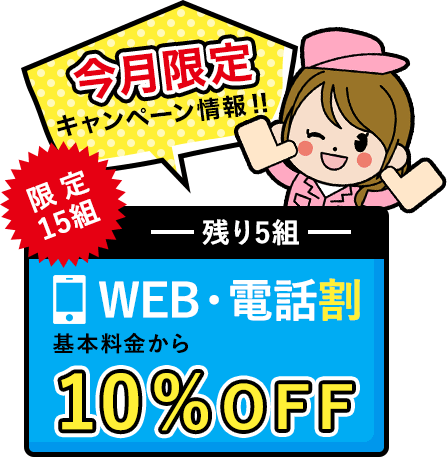 今月限定
キャンペーン情報!!
限定
15組
残り5組
WEB・電話割
基本料金から
10%OFF